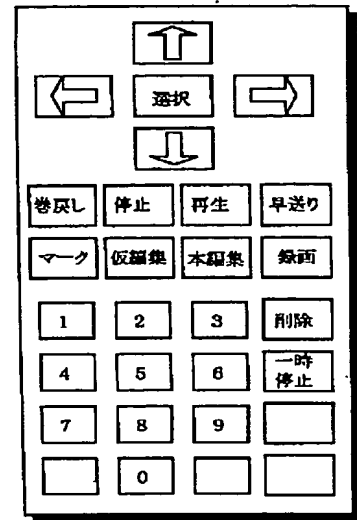 選択
巻戻し 停止 再生 早送り
マーク 仮編集 本編集 録画
1 2 3 削除
4 5 6 一時
停止
7 8 9
0